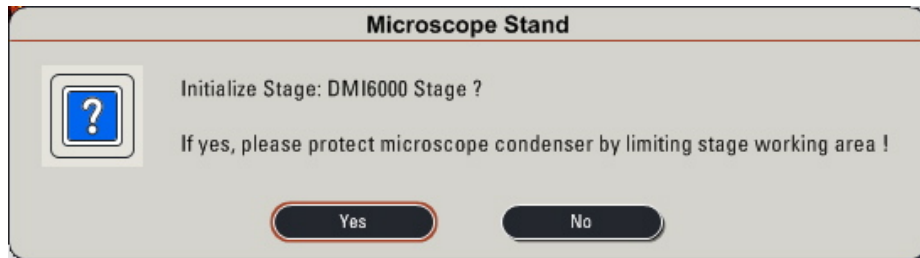 Microscope Stand
Initialize Stage: DMI6000 Stage ?
If yes, please protect microscope condenser by limiting stage working area !
Yes No